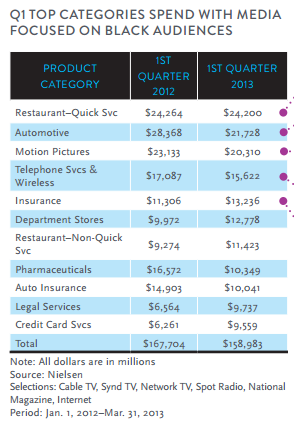 Q1 TOP CATEGORIES SPEND WITH MEDIA
FOCUSED ON BLACK AUDIENCES
PRODUCT CATEGORY 1ST QUARTER 2012 1ST QUARTER 2013
Restaurant–Quick Svc $24,264 $24,200
Automotive $28,368 $21,728
Motion Pictures $23,133 $20,310
Telephone Svcs & Wireless $17,087 $15,622
Insurance $11,306 $13,236
Department Stores $9,972 $12,778
Restaurant–Non-Quick Svc $9,274 $11,423
Pharmaceuticals $16,572 $10,349
Auto Insurance $14,903 $10,041
Legal Services $6,564 $9,737
Credit Card Svcs $6,261 $9,559
Total $167,704 $158,983
Note: All dollars are in millions
Source: Nielsen
Selections: Cable TV, Synd TV, Network TV, Spot Radio, National
Magazine, Internet
Period: Jan. 1, 2012–Mar. 31, 2013